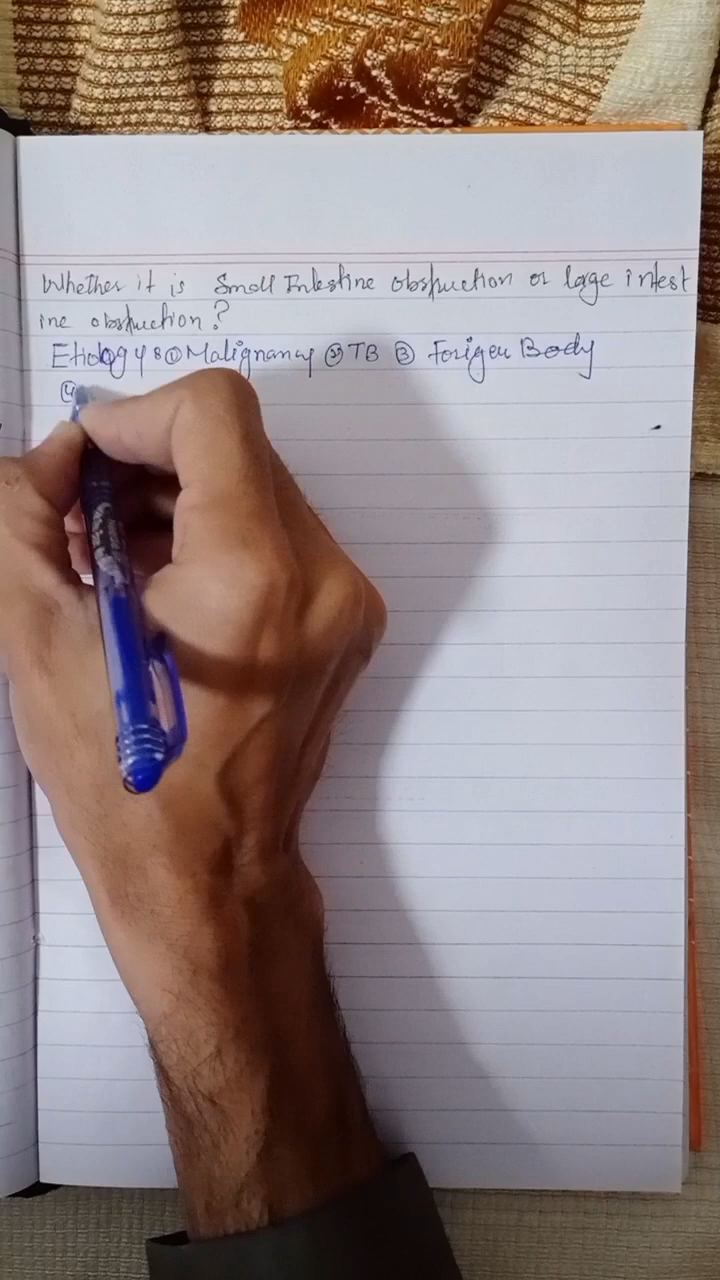 Whether it is Small Intestine obstruction or large intest
ine obstruction?
Etiology : ① Malignancy ② TB ③ Forigen Body
④